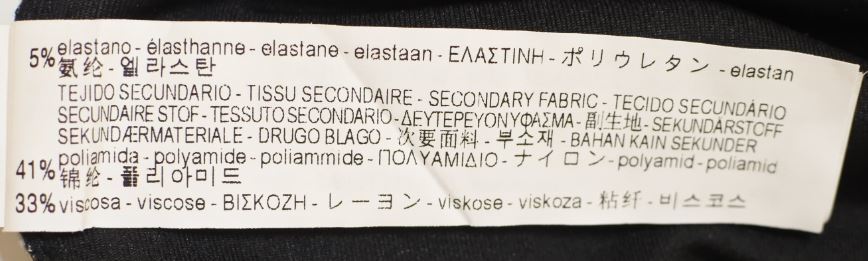 5% elastano - élasthanne - elastane - elastaan - ΕΛΑΣΤΙΝΗ - ポリウレタン - elastan
氨纶 - 엘라스탄
TEJIDO SECUNDARIO - TISSU SECONDAIRE - SECONDARY FABRIC - TECIDO SECUNDÁRIO
SECUNDAIRE STOF - TESSUTO SECONDARIO - ΔΕΥΤΕΡΕΥΟΝ ΥΦΑΣΜΑ - 副生地 - SEKUNDÄRSTOFF
SEKUNDÆRMATERIALE - DRUGO BLAGO - 次要面料 - 부소재 - BAHAN KAIN SEKUNDER
41% poliamida - polyamide - poliammide - ΠΟΛΥΑΜΙΔΙΟ - ナイロン - polyamid - poliamid
锦纶 - 폴리아미드
33% viscosa - viscose - ΒΙΣΚΟΖΗ - レーヨン - viskose - viskoza - 粘纤 - 비스코스